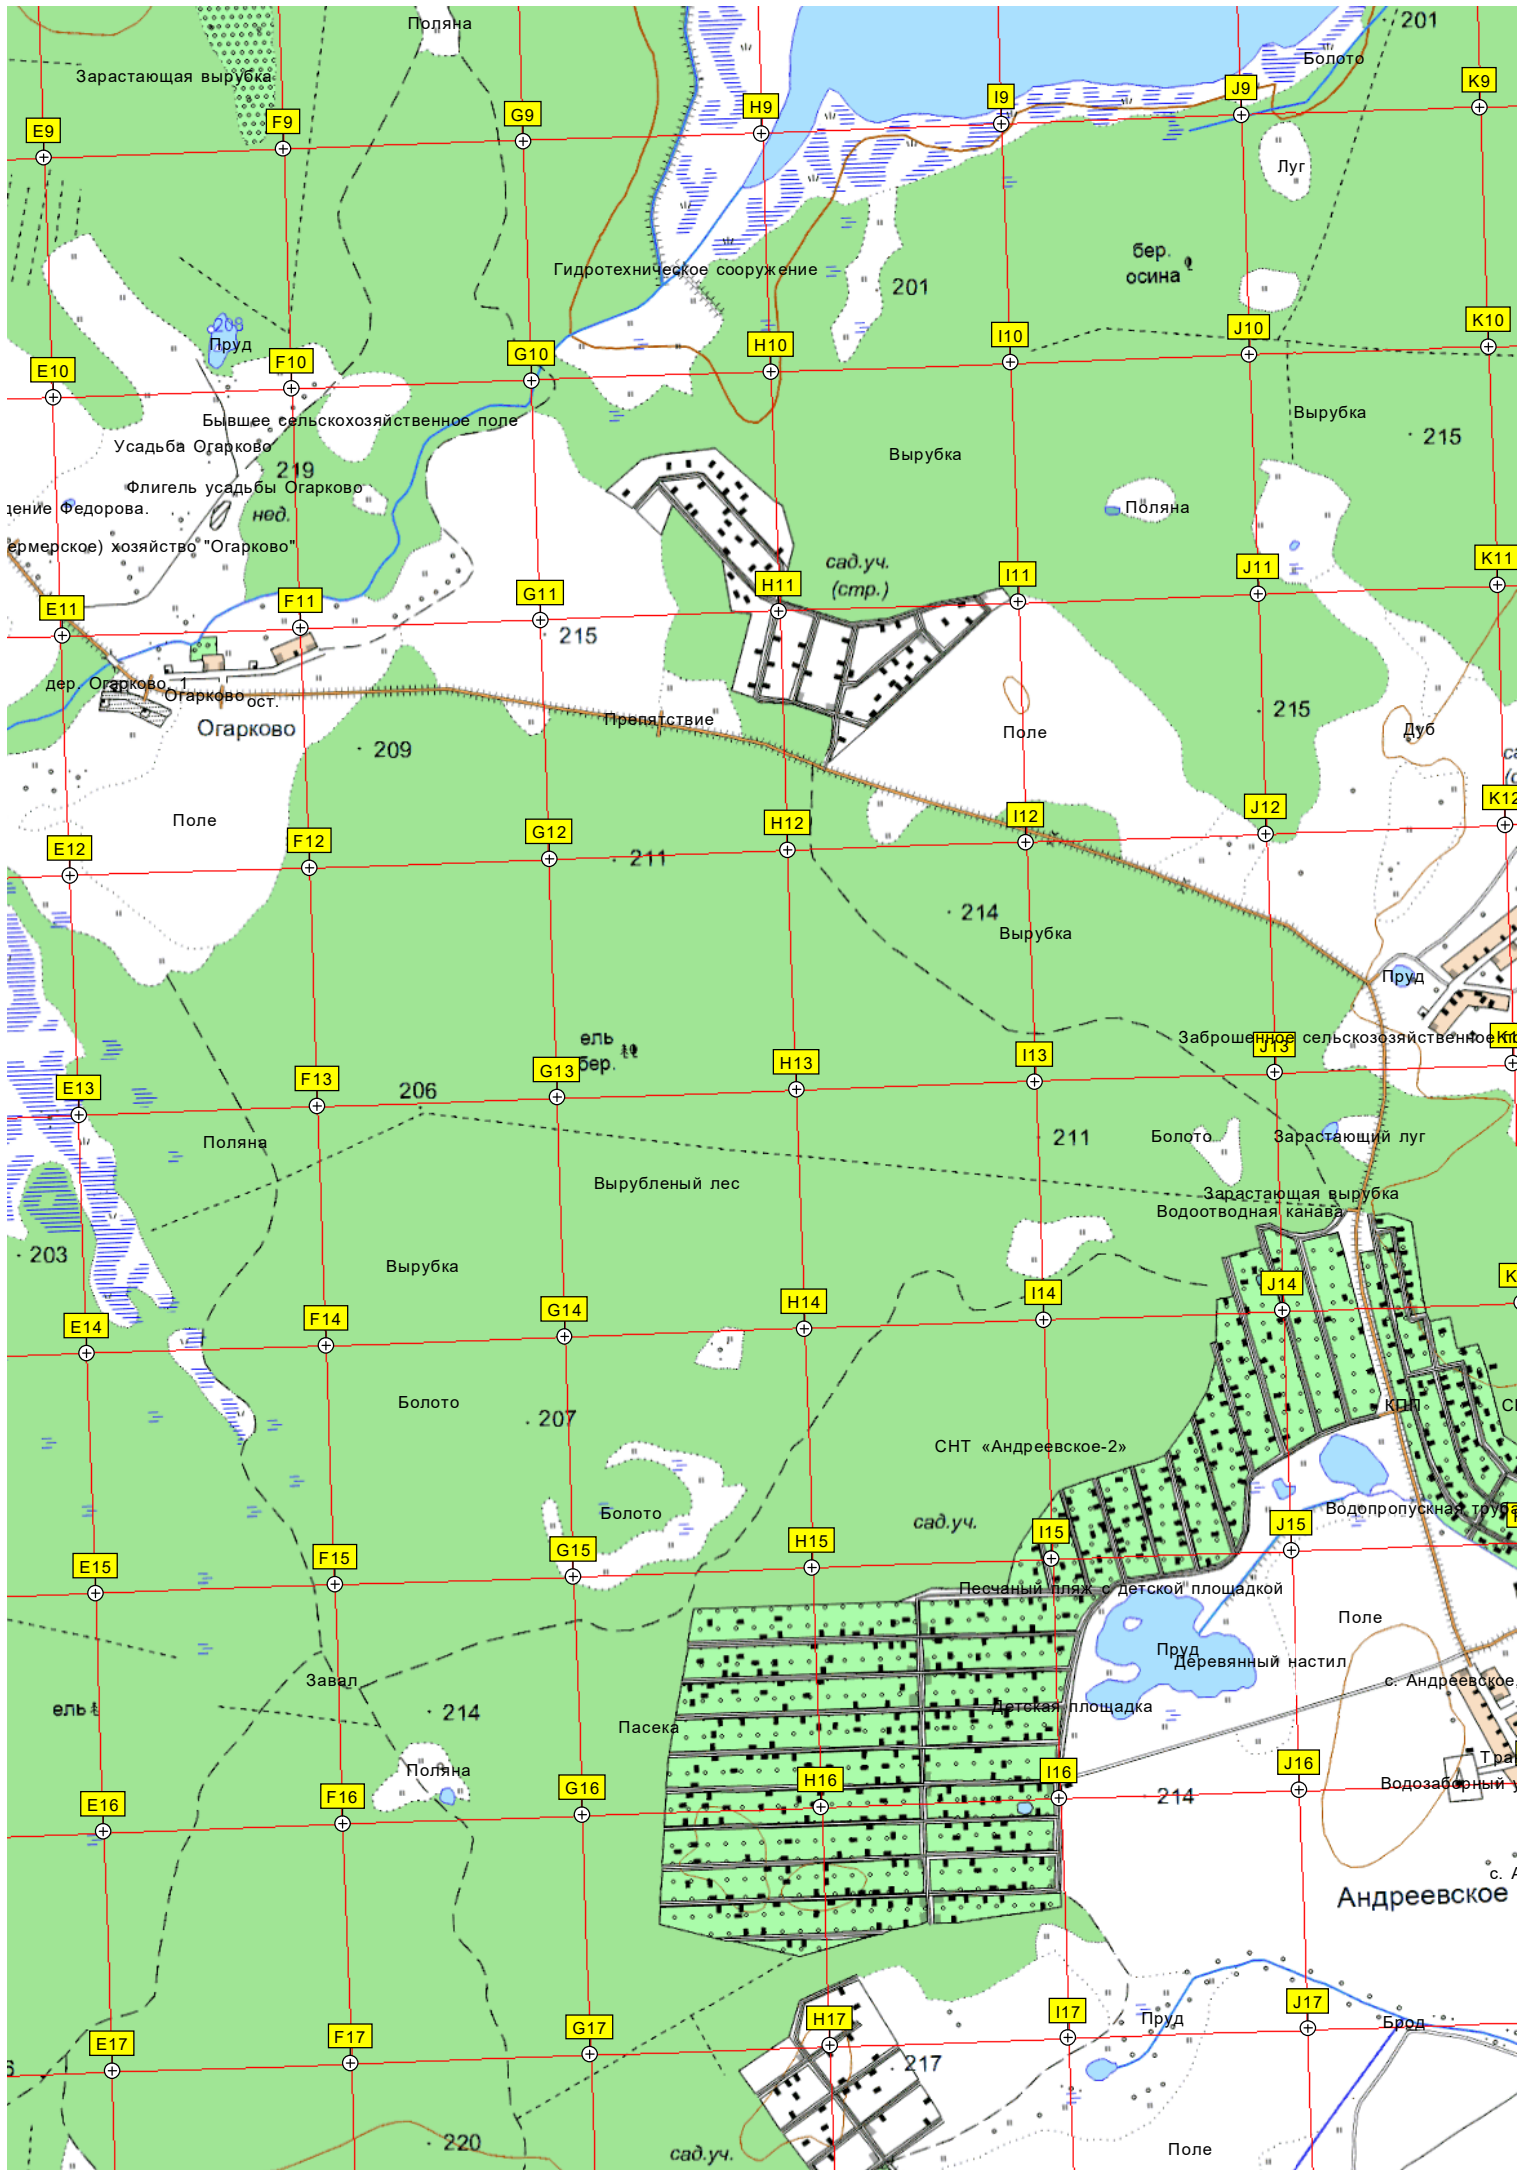 Поляна
201
Болото
Зарастающая вырубка
K9
J9
I9
H9
G9
F9
E9
Луг
бер.
осина
Гидротехническое сооружение
201
208
Пруд
K10
J10
I10
H10
G10
F10
E10
Вырубка
215
Бывшее сельскохозяйственное поле
Усадьба Огарково
Вырубка
219
Флигель усадьбы Огарково
дение Федорова.
нед.
Поляна
ермерское) хозяйство "Огарково"
сад.уч.
(стр.)
K11
J11
I11
H11
G11
F11
E11
215
дер. Огарково, 1
Огарково
ост.
Огарково
209
Препятствие
Поле
215
Дуб
Поле
K12
J12
I12
H12
G12
F12
E12
211
214
Вырубка
Пруд
ель
бер.
Заброшенное сельскозозяйственное
J13
I13
H13
G13
F13
E13
206
Поляна
211
Болото
Зарастающий луг
Вырубленый лес
Зарастающая вырубка
Водоотводная канава
203
Вырубка
K
J14
I14
H14
G14
F14
E14
Болото
207
КПП
СНТ «Андреевское-2»
Болото
сад.уч.
Водопропускная труба
J15
I15
H15
G15
F15
E15
Песчаный пляж с детской площадкой
Поле
Пруд
Деревянный настил
Завал
ель
214
Пасека
Детская площадка
с. Андреевское,
Поляна
Тра
Водозаборный у
J16
I16
H16
G16
F16
E16
214
с. А
Андреевское
J17
I17
H17
G17
F17
E17
Пруд
Брод
217
220
сад.уч.
Поле